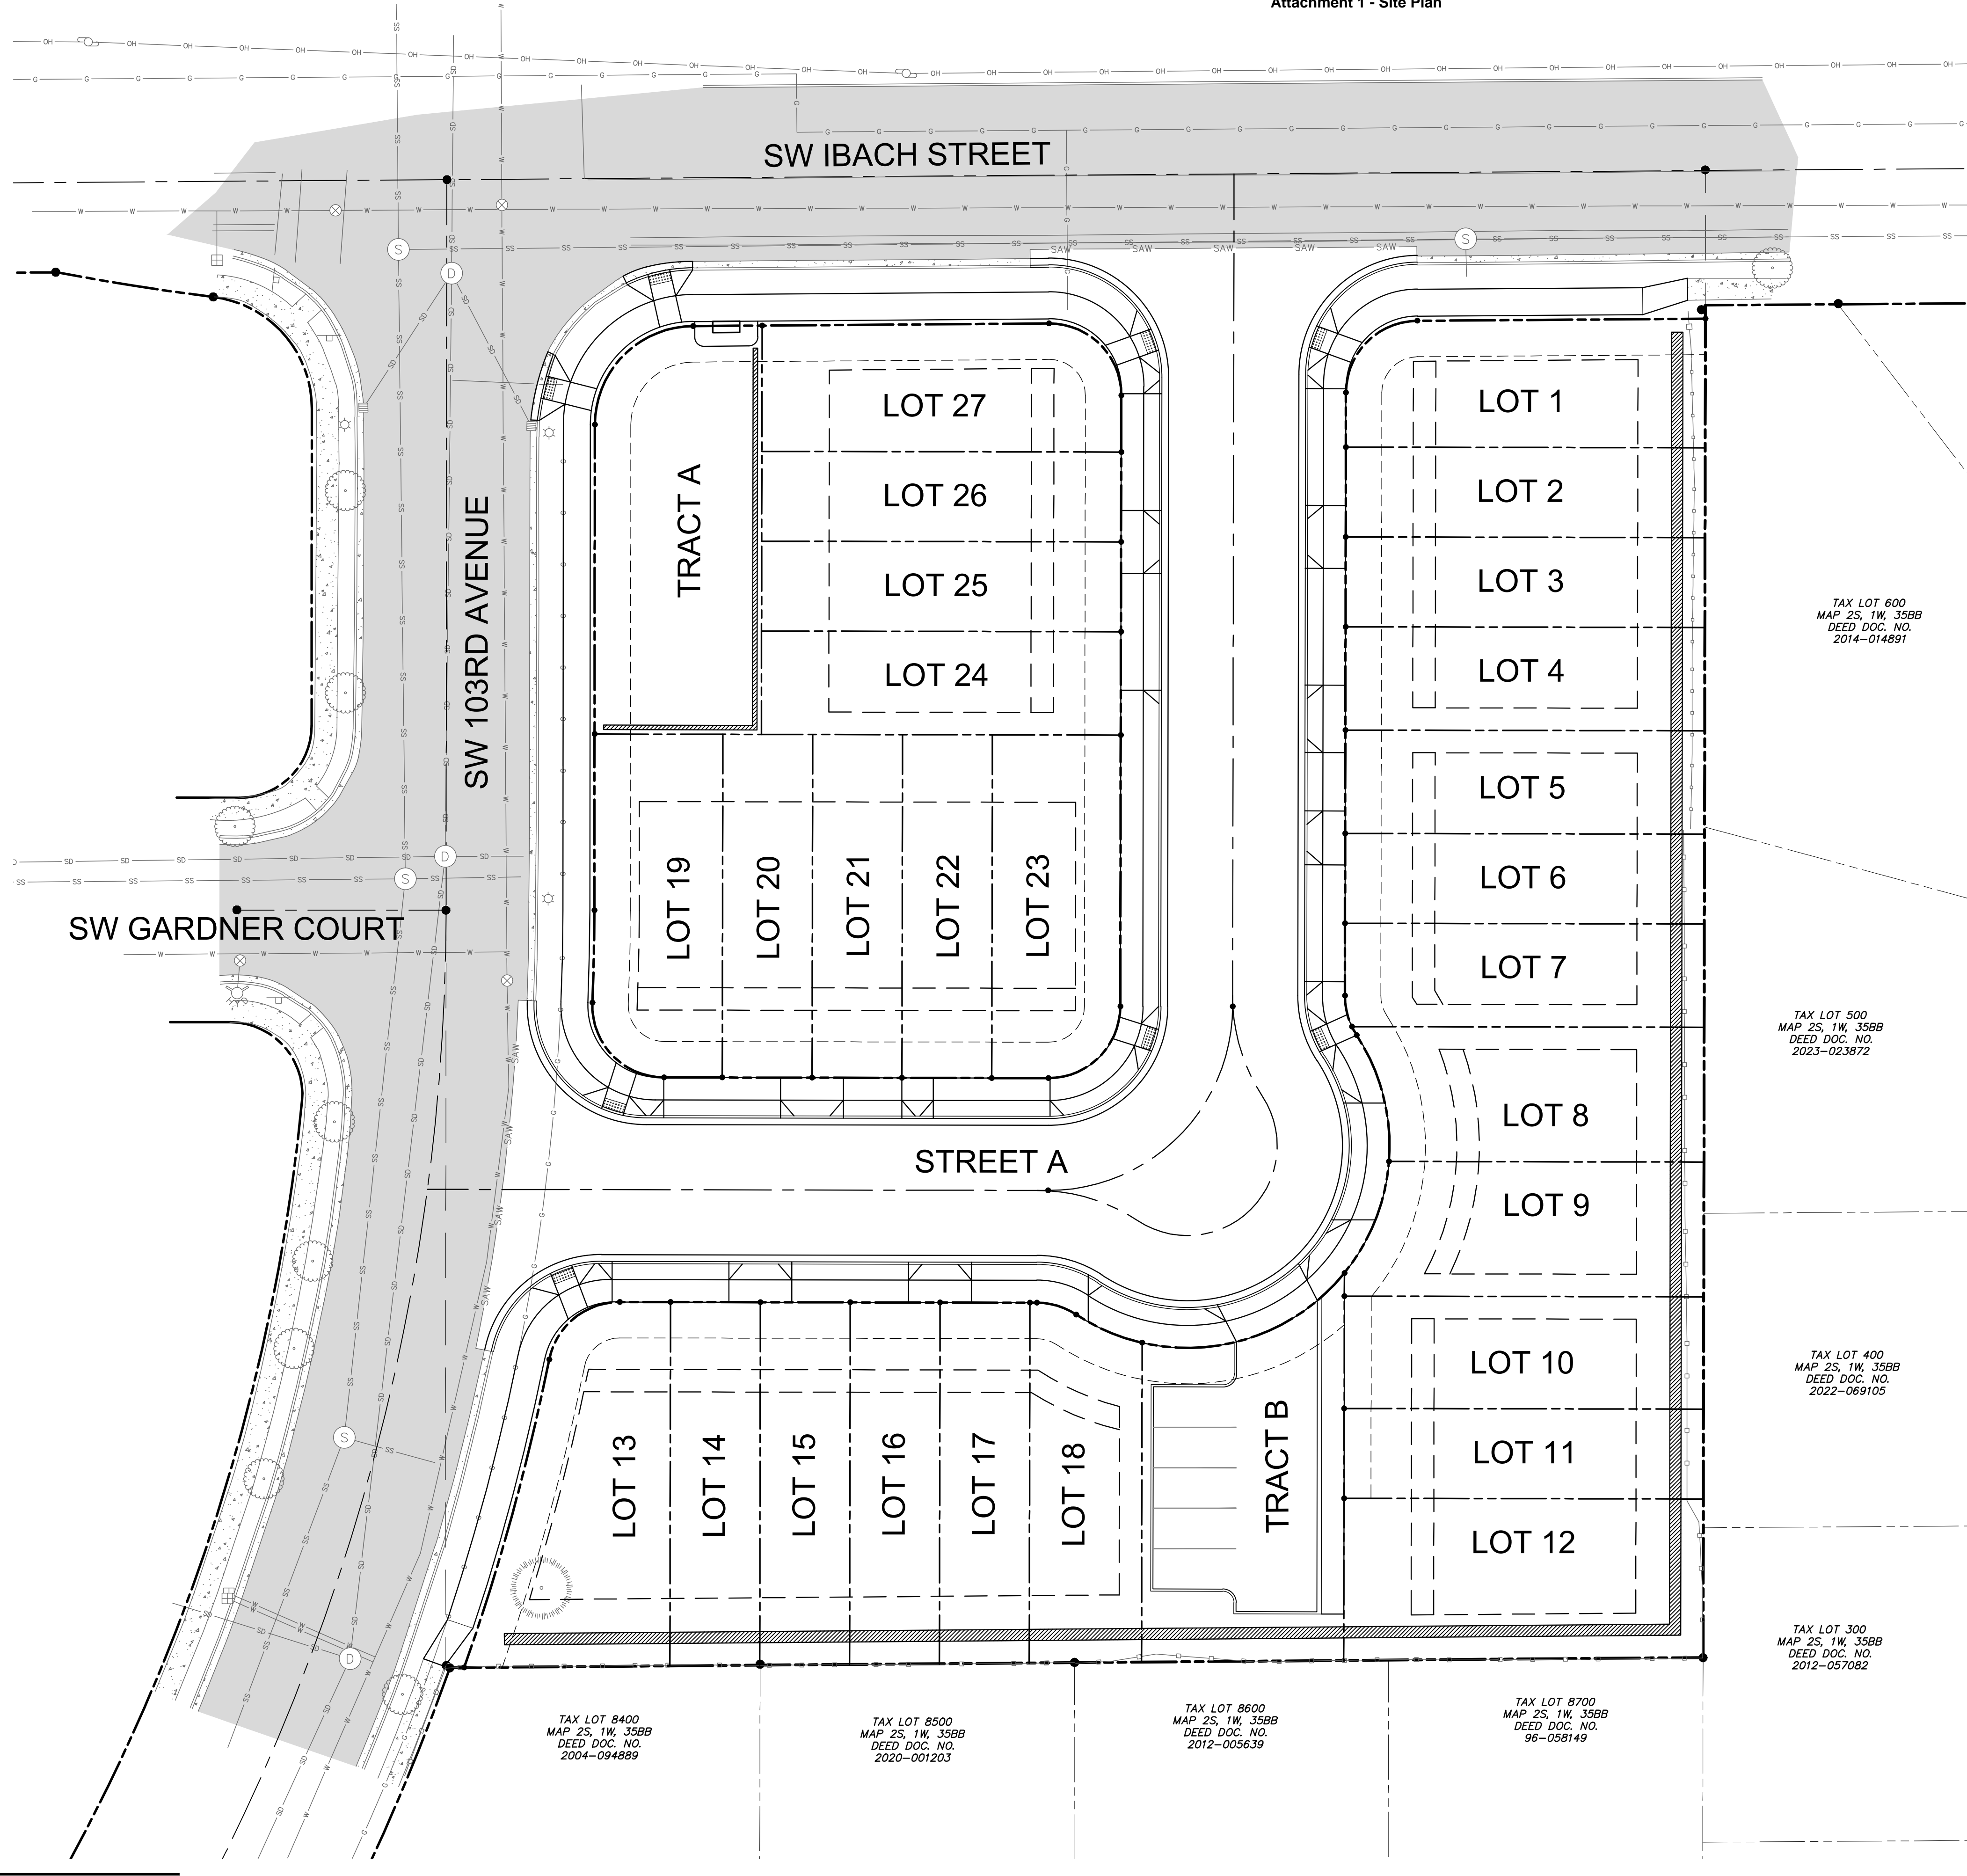 Attachment 1 - Site Plan
SW IBACH STREET
SW 103RD AVENUE
SW GARDNER COURT
STREET A
TRACT A
LOT 27
LOT 26
LOT 25
LOT 24
LOT 19
LOT 20
LOT 21
LOT 22
LOT 23
LOT 1
LOT 2
LOT 3
LOT 4
LOT 5
LOT 6
LOT 7
LOT 8
LOT 9
LOT 10
LOT 11
LOT 12
LOT 13
LOT 14
LOT 15
LOT 16
LOT 17
LOT 18
TRACT B
TAX LOT 600
MAP 2S, 1W, 35BB
DEED DOC. NO.
2014-014891
TAX LOT 500
MAP 2S, 1W, 35BB
DEED DOC. NO.
2023-023872
TAX LOT 400
MAP 2S, 1W, 35BB
DEED DOC. NO.
2022-069105
TAX LOT 300
MAP 2S, 1W, 35BB
DEED DOC. NO.
2012-057082
TAX LOT 8400
MAP 2S, 1W, 35BB
DEED DOC. NO.
2004-094889
TAX LOT 8500
MAP 2S, 1W, 35BB
DEED DOC. NO.
2020-001203
TAX LOT 8600
MAP 2S, 1W, 35BB
DEED DOC. NO.
2012-005639
TAX LOT 8700
MAP 2S, 1W, 35BB
DEED DOC. NO.
96-058149
OH
G
W
SS
SD
SAW
S
D